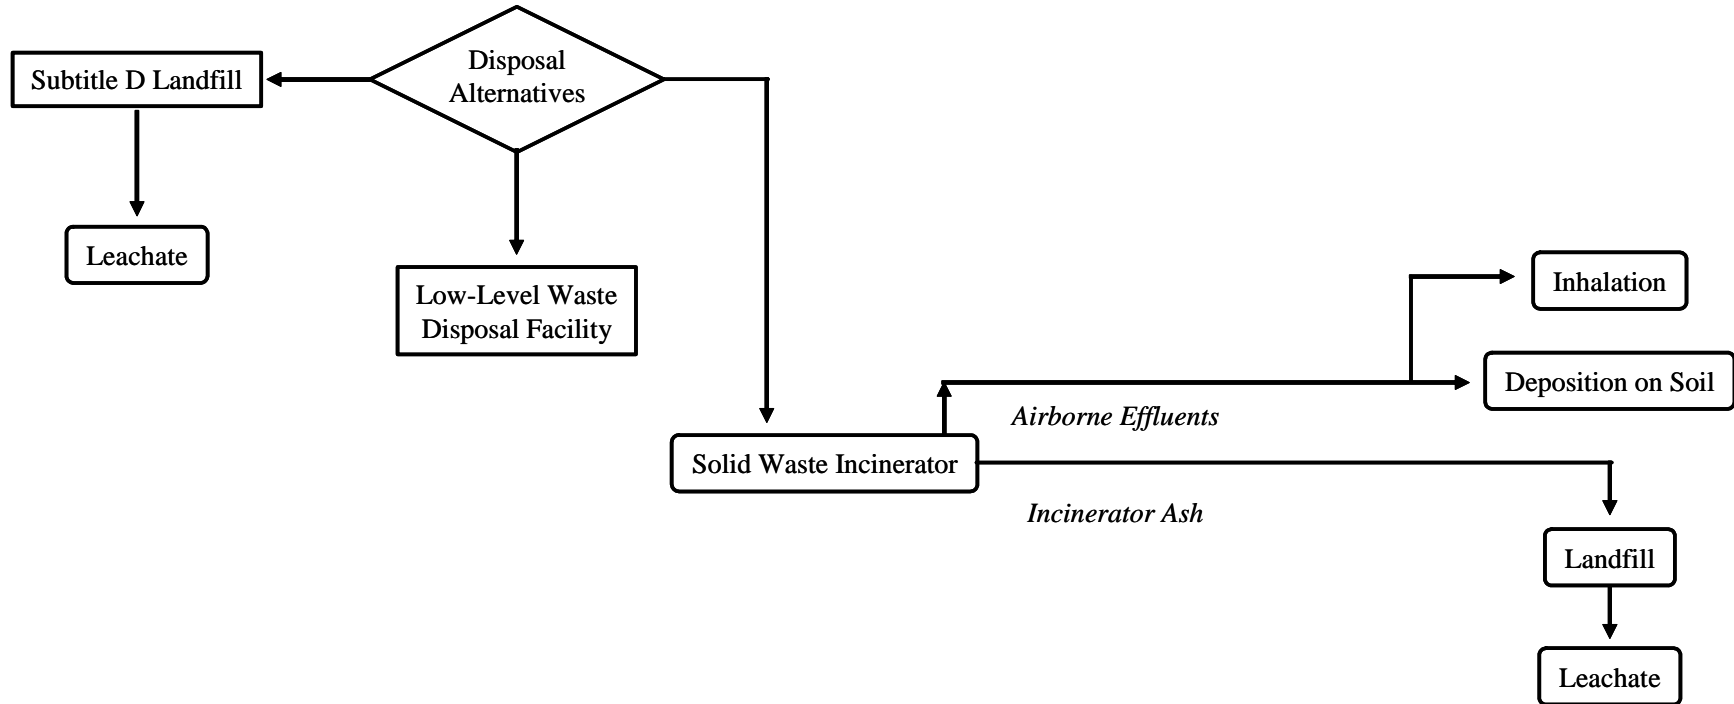 Disposal
Alternatives
Subtitle D Landfill
Leachate
Low-Level Waste
Disposal Facility
Inhalation
Deposition on Soil
Airborne Effluents
Solid Waste Incinerator
Incinerator Ash
Landfill
Leachate